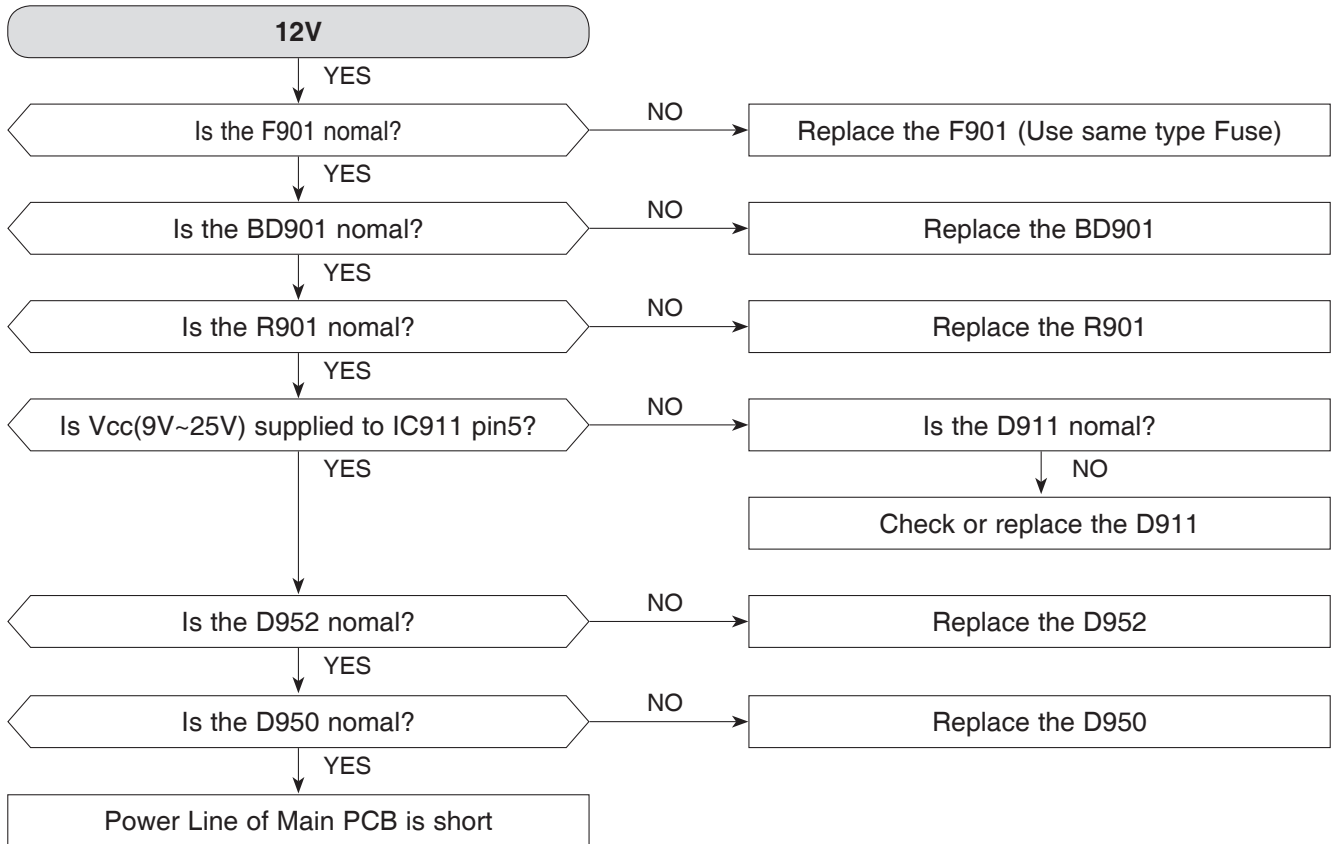 12V
YES
Is the F901 nomal?
NO
Replace the F901 (Use same type Fuse)
YES
Is the BD901 nomal?
NO
Replace the BD901
YES
Is the R901 nomal?
NO
Replace the R901
YES
Is Vcc(9V~25V) supplied to IC911 pin5?
NO
Is the D911 nomal?
YES
NO
Check or replace the D911
Is the D952 nomal?
NO
Replace the D952
YES
Is the D950 nomal?
NO
Replace the D950
YES
Power Line of Main PCB is short